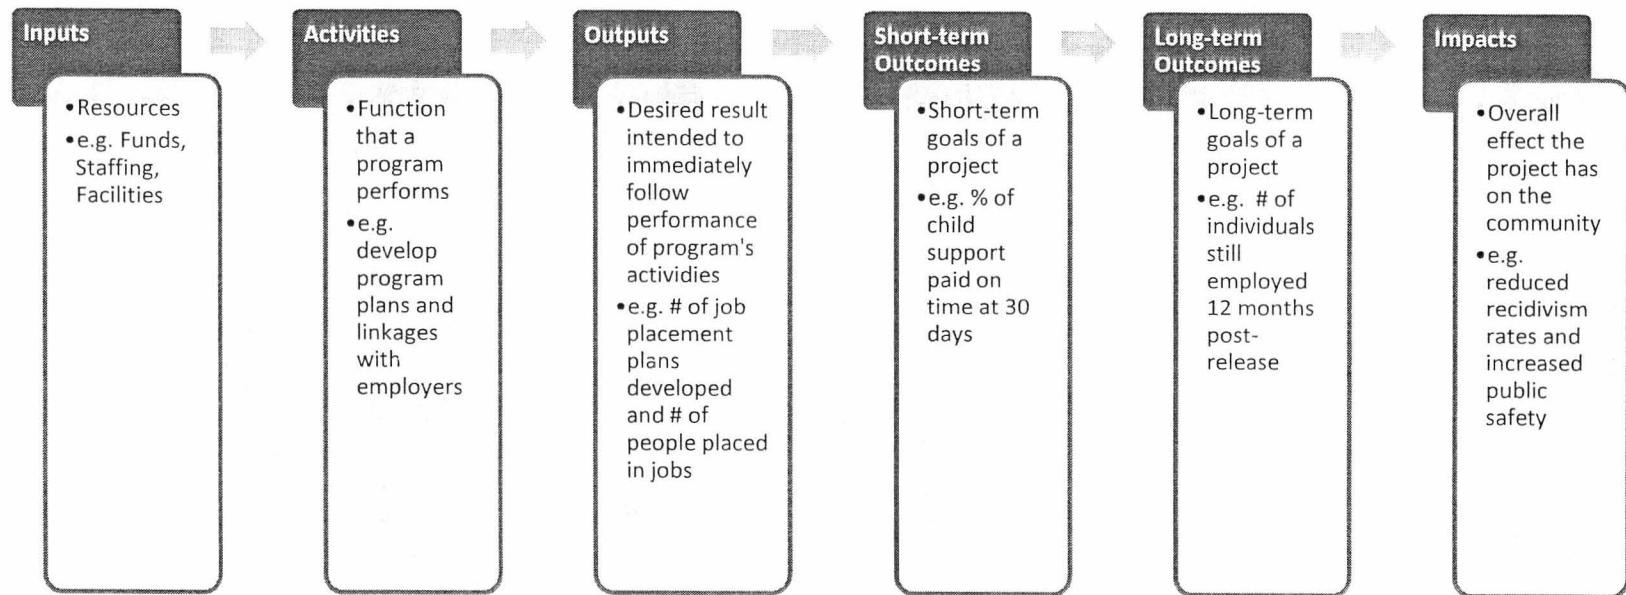 Inputs
•Resources
•e.g. Funds,
Staffing,
Facilities
Activities
•Function
that a
program
performs
•e.g.
develop
program
plans and
linkages
with
employers
Outputs
•Desired result
intended to
immediately
follow
performance
of program's
actividies
•e.g. # of job
placement
plans
developed
and # of
people placed
in jobs
Short-term
Outcomes
•Short-term
goals of a
project
•e.g. % of
child
support
paid on
time at 30
days
Long-term
Outcomes
•Long-term
goals of a
project
•e.g. # of
individuals
still
employed
12 months
post-
release
Impacts
•Overall
effect the
project has
on the
community
•e.g.
reduced
recidivism
rates and
increased
public
safety